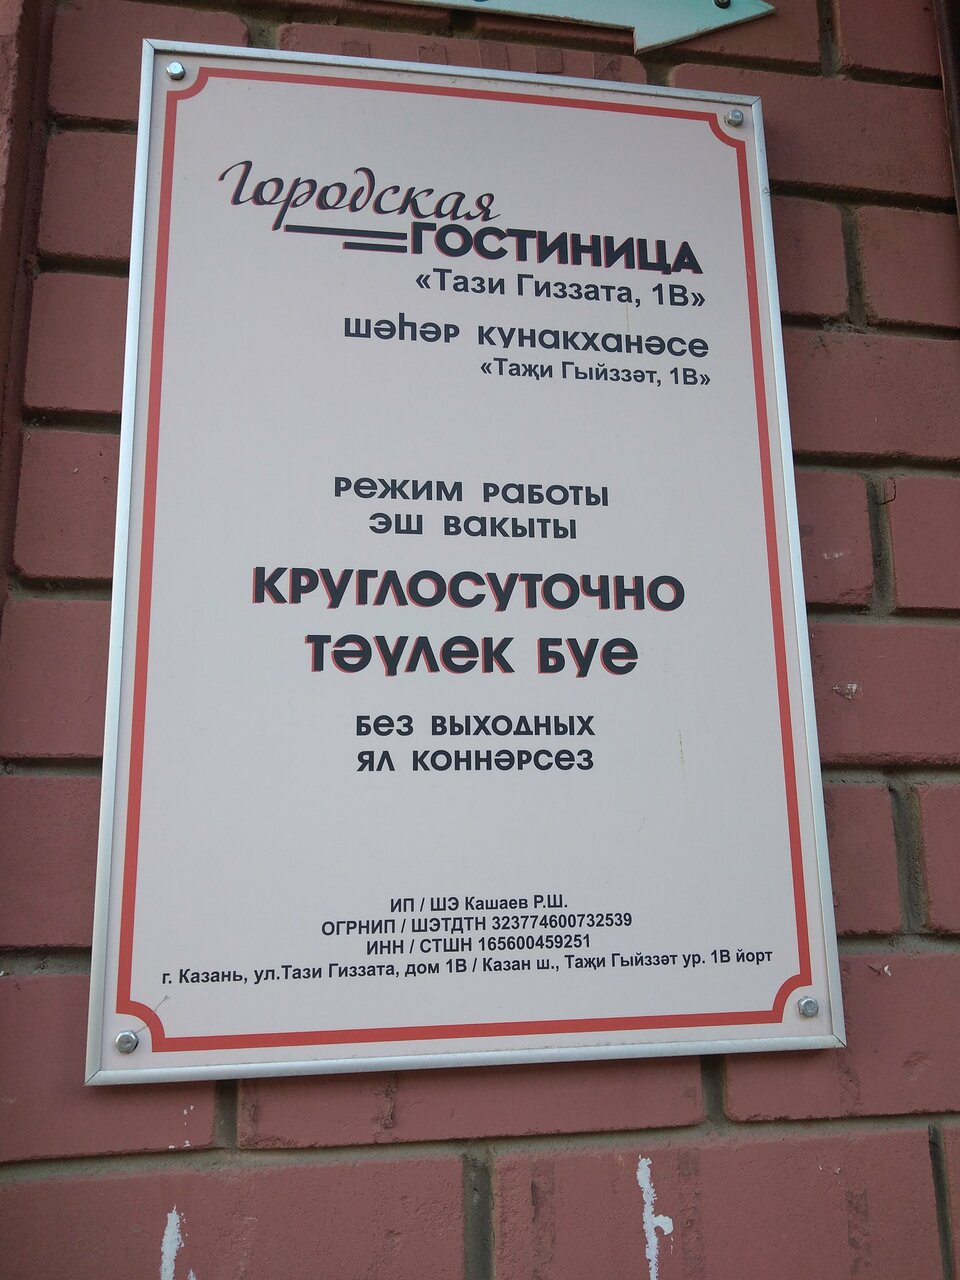 Городская
ГОСТИНИЦА
«Тази Гиззата, 1В»
шәһәр кунакханәсе
«Таҗи Гыйззәт, 1В»
режим работы
эш вакыты
круглосуточно
тәүлек буе
без выходных
ял коннәрсез
ИП / ШЭ Кашаев Р.Ш.
ОГРНИП / ШЭТДТН 323774600732539
ИНН / СТШН 165600459251
г. Казань, ул.Тази Гиззата, дом 1В / Казан ш., Таҗи Гыйззәт ур. 1В йорт